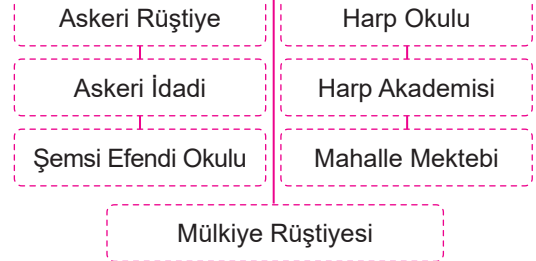 Askeri Rüştiye
Harp Okulu
Askeri İdadi
Harp Akademisi
Şemsi Efendi Okulu
Mahalle Mektebi
Mülkiye Rüştiyesi